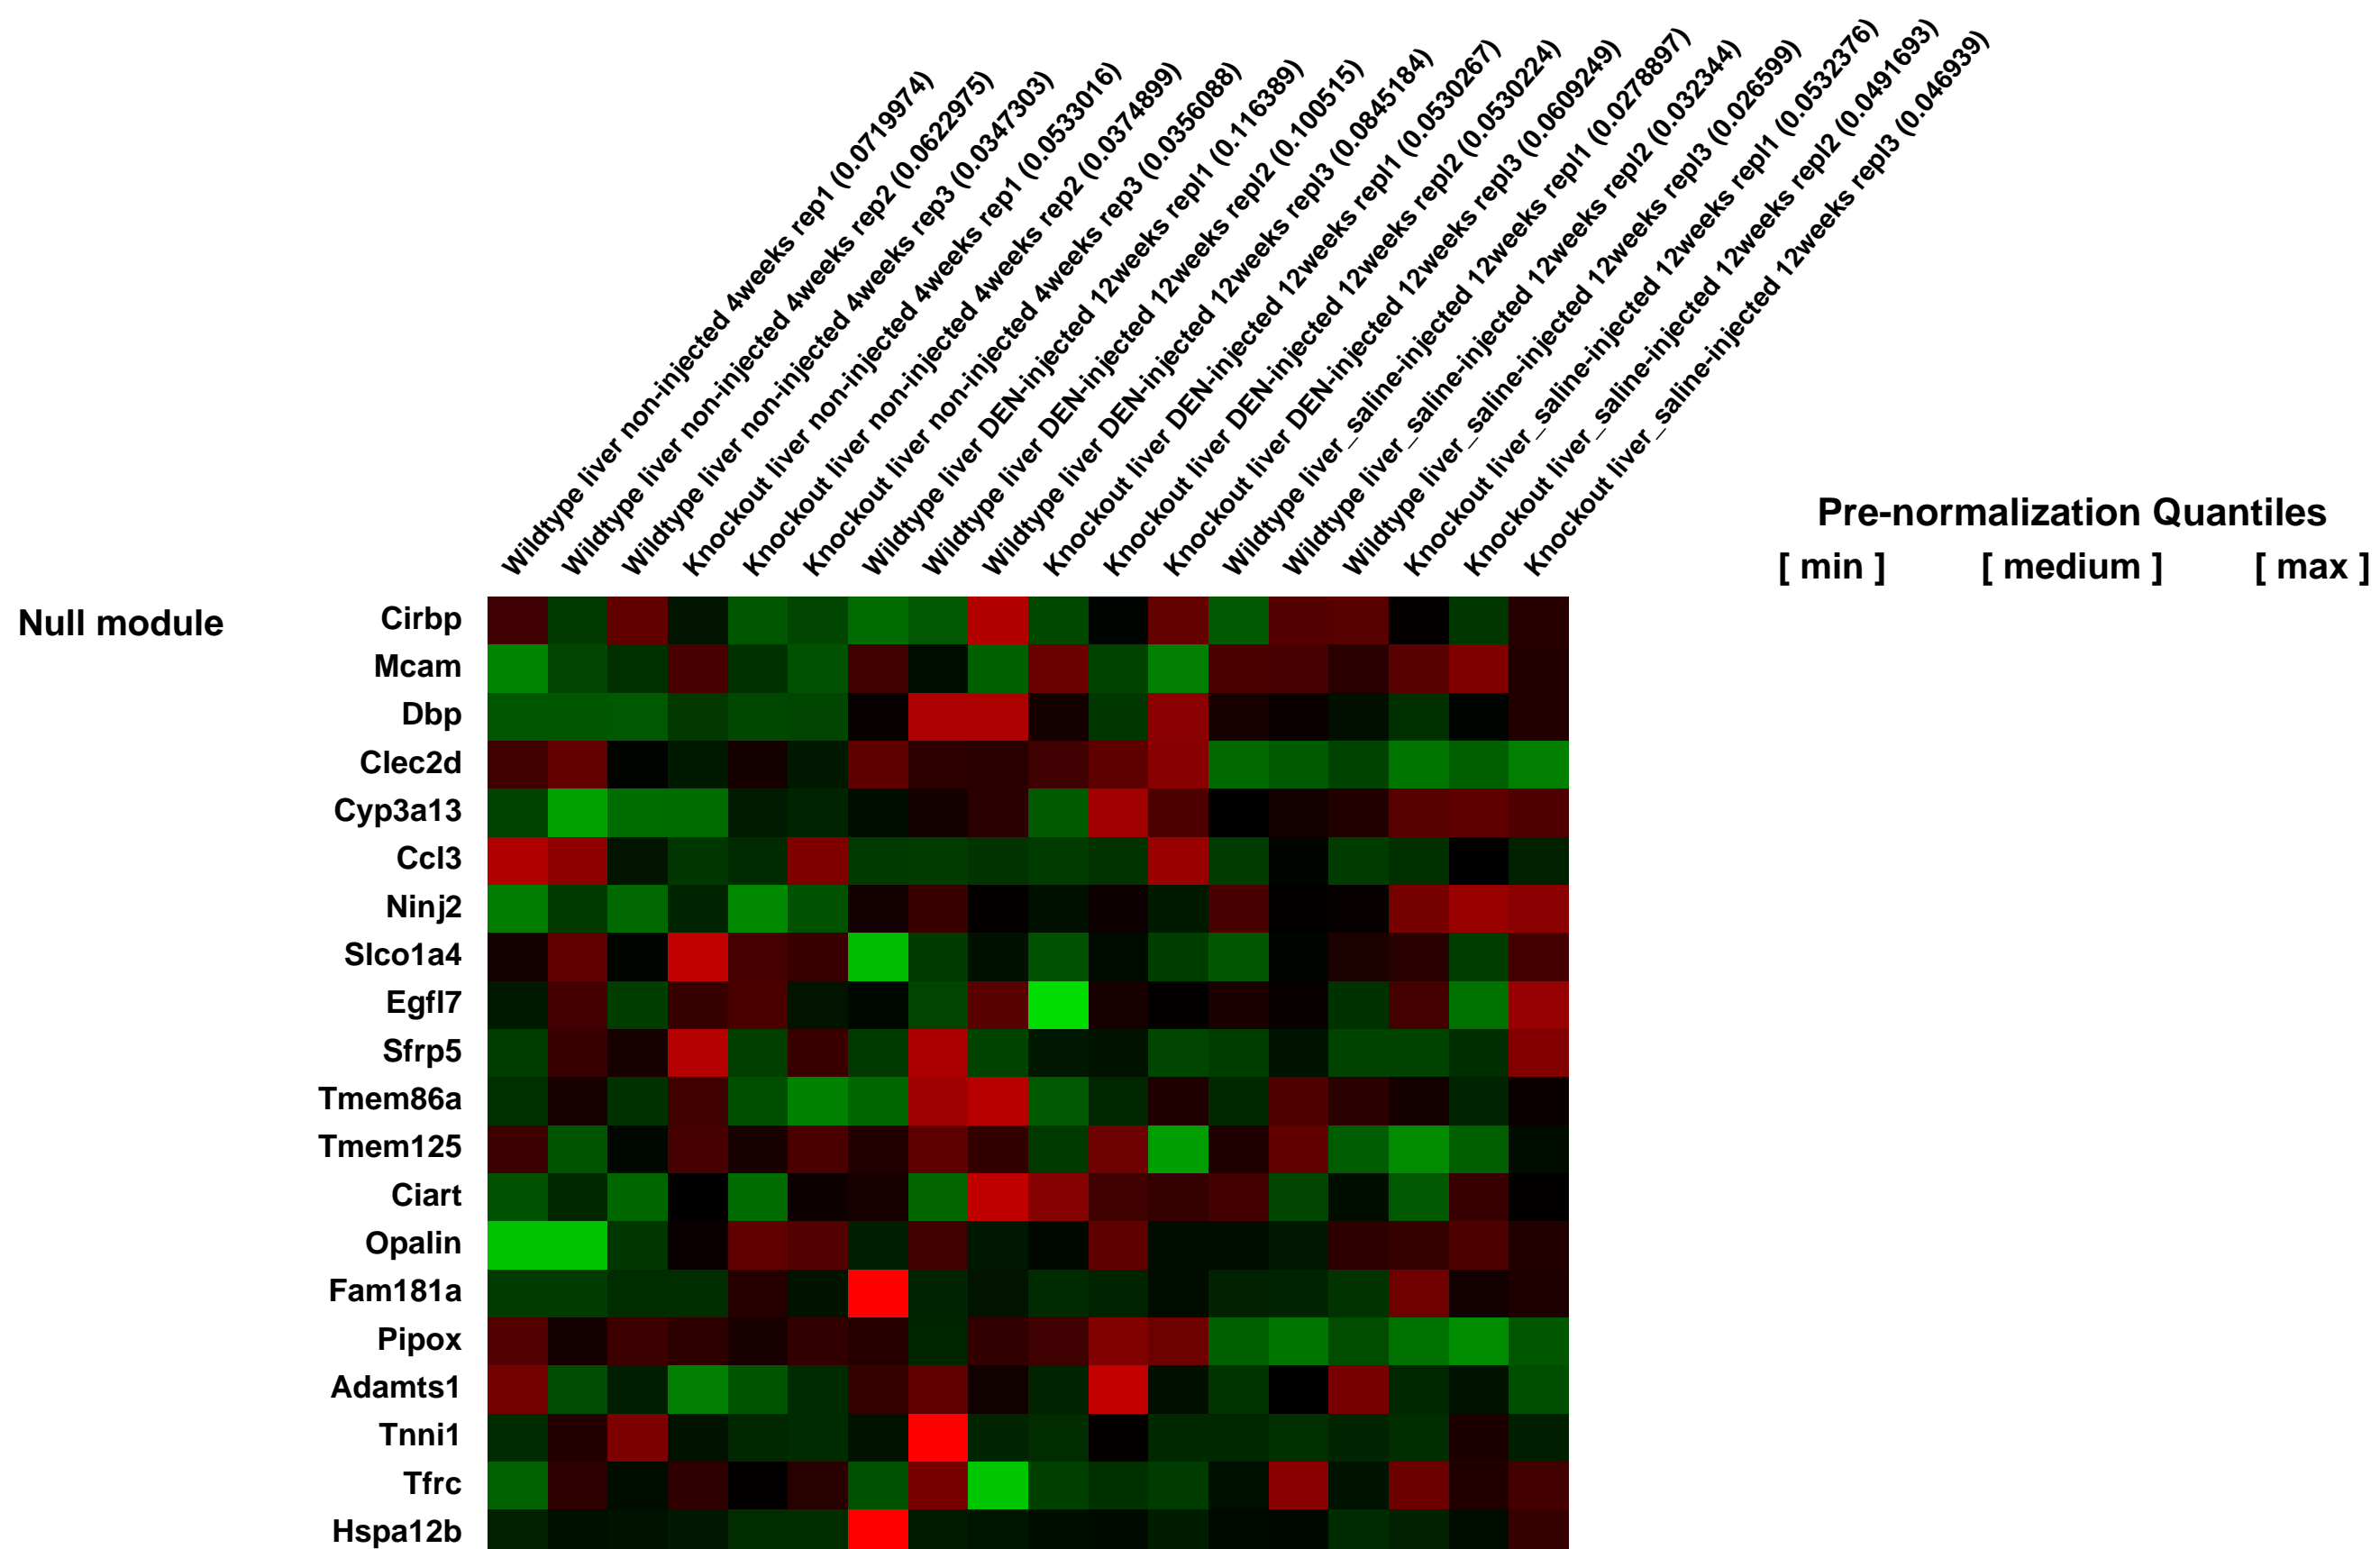 Wildtype liver non-injected 4weeks rep1 (0.0719974)
Wildtype liver non-injected 4weeks rep2 (0.0622975)
Wildtype liver non-injected 4weeks rep3 (0.0347303)
Knockout liver non-injected 4weeks rep1 (0.0533016)
Knockout liver non-injected 4weeks rep2 (0.0374899)
Knockout liver non-injected 4weeks rep3 (0.0356088)
Wildtype liver DEN-injected 12weeks repl1 (0.116389)
Wildtype liver DEN-injected 12weeks repl2 (0.100515)
Wildtype liver DEN-injected 12weeks repl3 (0.0845184)
Knockout liver DEN-injected 12weeks repl1 (0.0530267)
Knockout liver DEN-injected 12weeks repl2 (0.0530224)
Knockout liver DEN-injected 12weeks repl3 (0.0609249)
Wildtype liver_saline-injected 12weeks repl1 (0.0278897)
Wildtype liver_saline-injected 12weeks repl2 (0.032344)
Wildtype liver_saline-injected 12weeks repl3 (0.026599)
Knockout liver_saline-injected 12weeks repl1 (0.0532376)
Knockout liver_saline-injected 12weeks repl2 (0.0491693)
Knockout liver_saline-injected 12weeks repl3 (0.046939)
Pre-normalization Quantiles
[ min ] [ medium ] [ max ]
Null module
Cirbp
Mcam
Dbp
Clec2d
Cyp3a13
Ccl3
Ninj2
Slco1a4
Egfl7
Sfrp5
Tmem86a
Tmem125
Ciart
Opalin
Fam181a
Pipox
Adamts1
Tnni1
Tfrc
Hspa12b